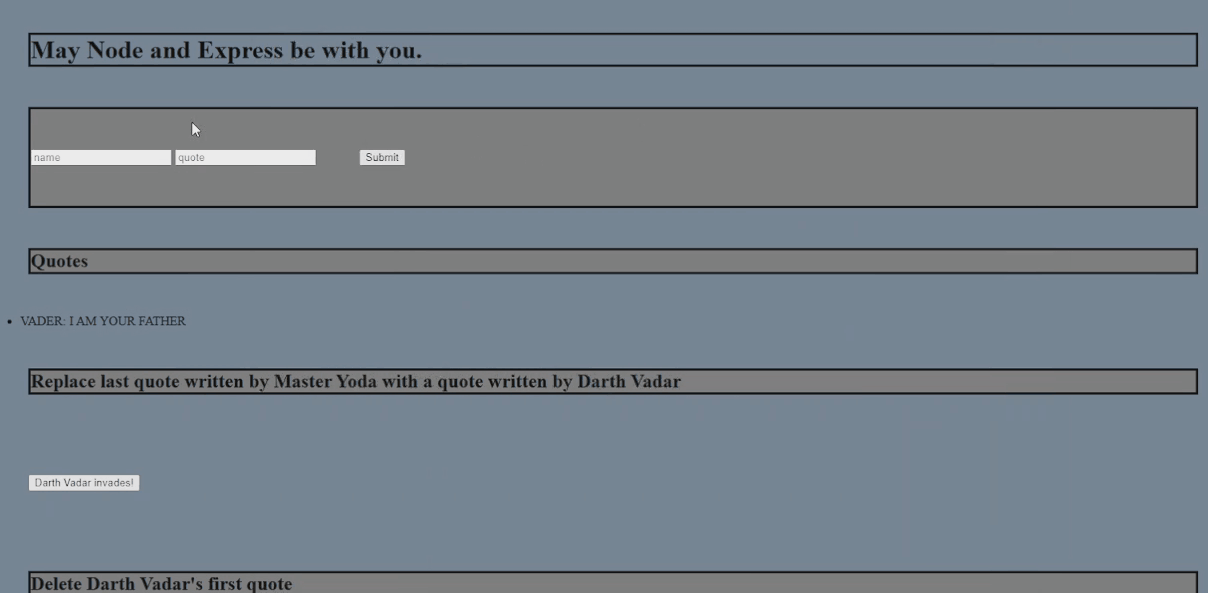 May Node and Express be with you.
name quote Submit
Quotes
VADER: I AM YOUR FATHER
Replace last quote written by Master Yoda with a quote written by Darth Vadar
Darth Vadar invades!
Delete Darth Vadar's first quote